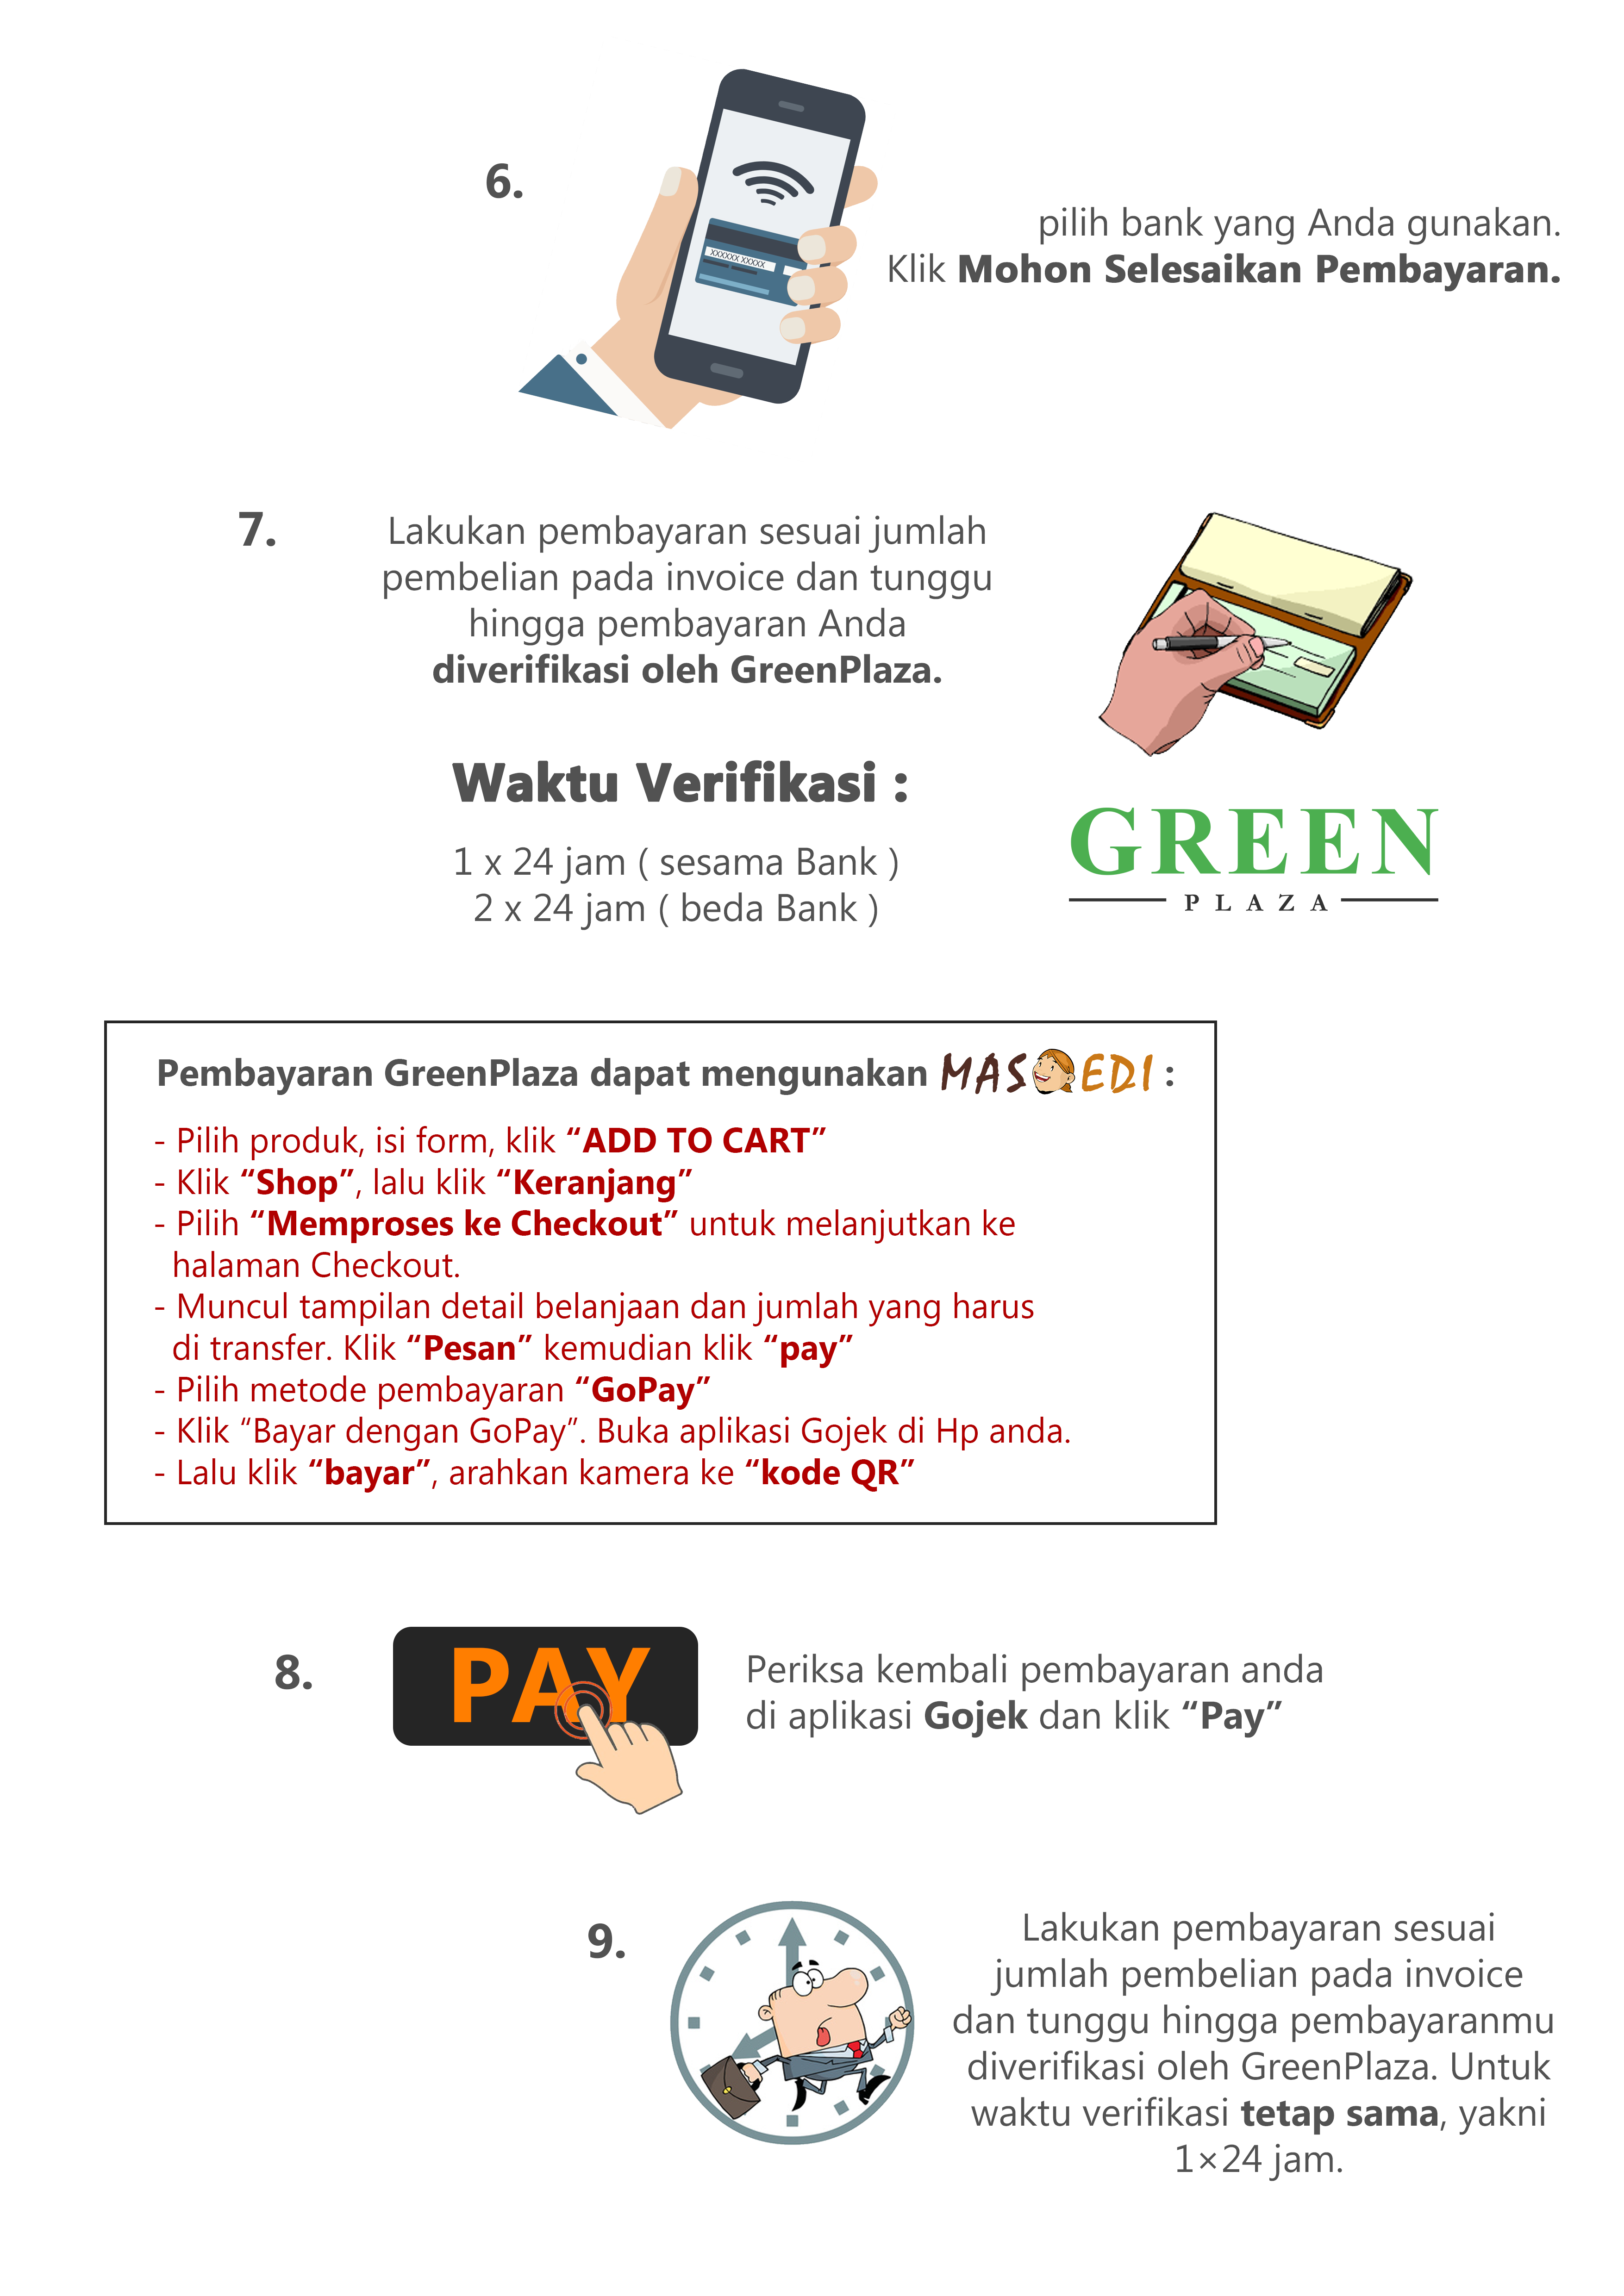 6.
XXXXXX XXXXX
pilih bank yang Anda gunakan.
Klik Mohon Selesaikan Pembayaran.
7.
Lakukan pembayaran sesuai jumlah
pembelian pada invoice dan tunggu
hingga pembayaran Anda
diverifikasi oleh GreenPlaza.
Waktu Verifikasi :
1 x 24 jam ( sesama Bank )
2 x 24 jam ( beda Bank )
GREEN
PLAZA
Pembayaran GreenPlaza dapat mengunakan MAS EDI :
- Pilih produk, isi form, klik “ADD TO CART”
- Klik “Shop”, lalu klik “Keranjang”
- Pilih “Memproses ke Checkout” untuk melanjutkan ke
halaman Checkout.
- Muncul tampilan detail belanjaan dan jumlah yang harus
di transfer. Klik “Pesan” kemudian klik “pay”
- Pilih metode pembayaran “GoPay”
- Klik “Bayar dengan GoPay”. Buka aplikasi Gojek di Hp anda.
- Lalu klik “bayar”, arahkan kamera ke “kode QR”
8.
PAY
Periksa kembali pembayaran anda
di aplikasi Gojek dan klik “Pay”
9.
Lakukan pembayaran sesuai
jumlah pembelian pada invoice
dan tunggu hingga pembayaranmu
diverifikasi oleh GreenPlaza. Untuk
waktu verifikasi tetap sama, yakni
1×24 jam.